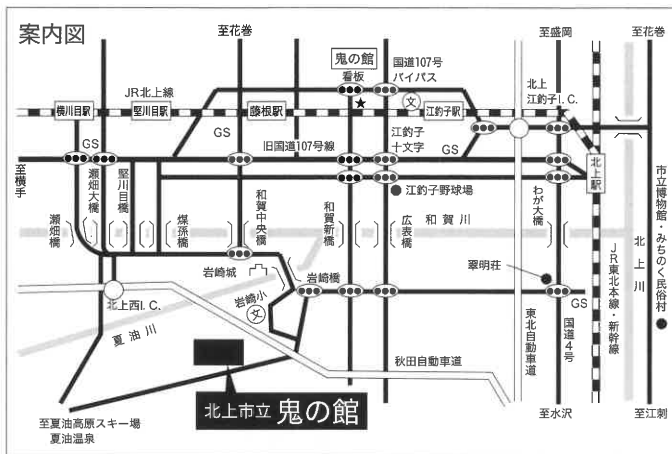 案内図
至花巻
至盛岡
至花巻
鬼の館
看板
国道107号
バイパス
北上
江釣子I.C.
JR北上線
横川目駅
堅川目駅
藤根駅
★
文
江釣子駅
GS
GS
旧国道107号線
江釣子
十文字
GS
北上駅
至横手
瀬畑大橋
堅川目橋
江釣子野球場
瀬畑橋
煤孫橋
和賀中央橋
和賀新橋
広表橋
和賀川
わが大橋
市立博物館・みちのく民俗村
北上川
JR東北本線・新幹線
岩崎城
岩崎橋
翠明荘
岩崎小
文
GS
北上西I.C.
夏油川
東北自動車道
国道4号
秋田自動車道
北上市立 鬼の館
至夏油高原スキー場
夏油温泉
至水沢
至江刺